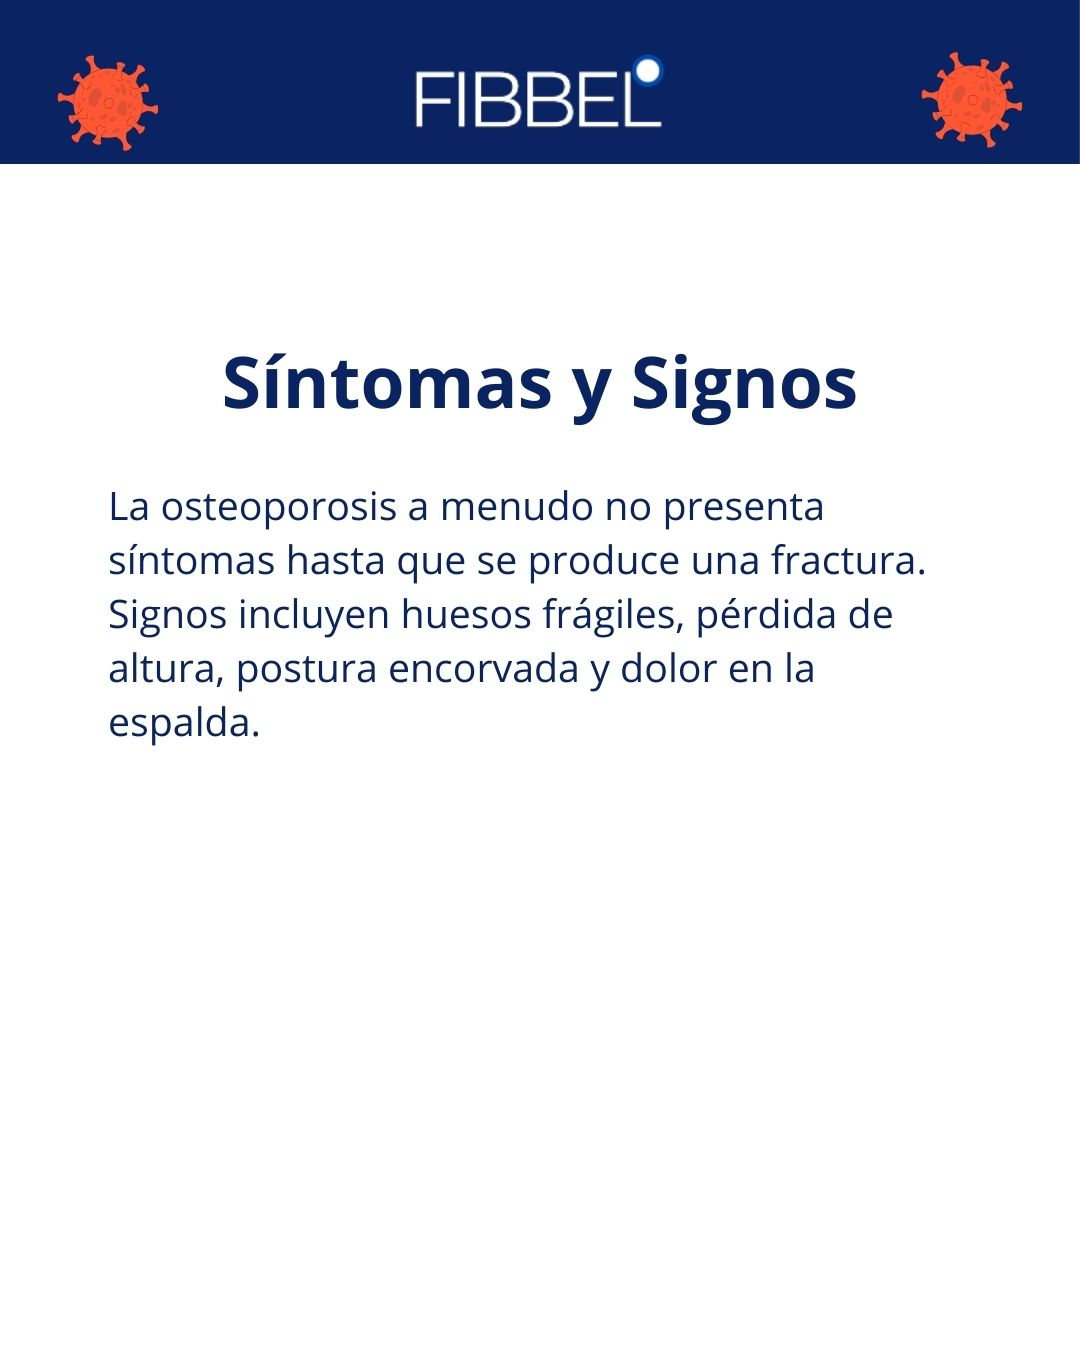 FIBBEL
Síntomas y Signos
La osteoporosis a menudo no presenta
síntomas hasta que se produce una fractura.
Signos incluyen huesos frágiles, pérdida de
altura, postura encorvada y dolor en la
espalda.